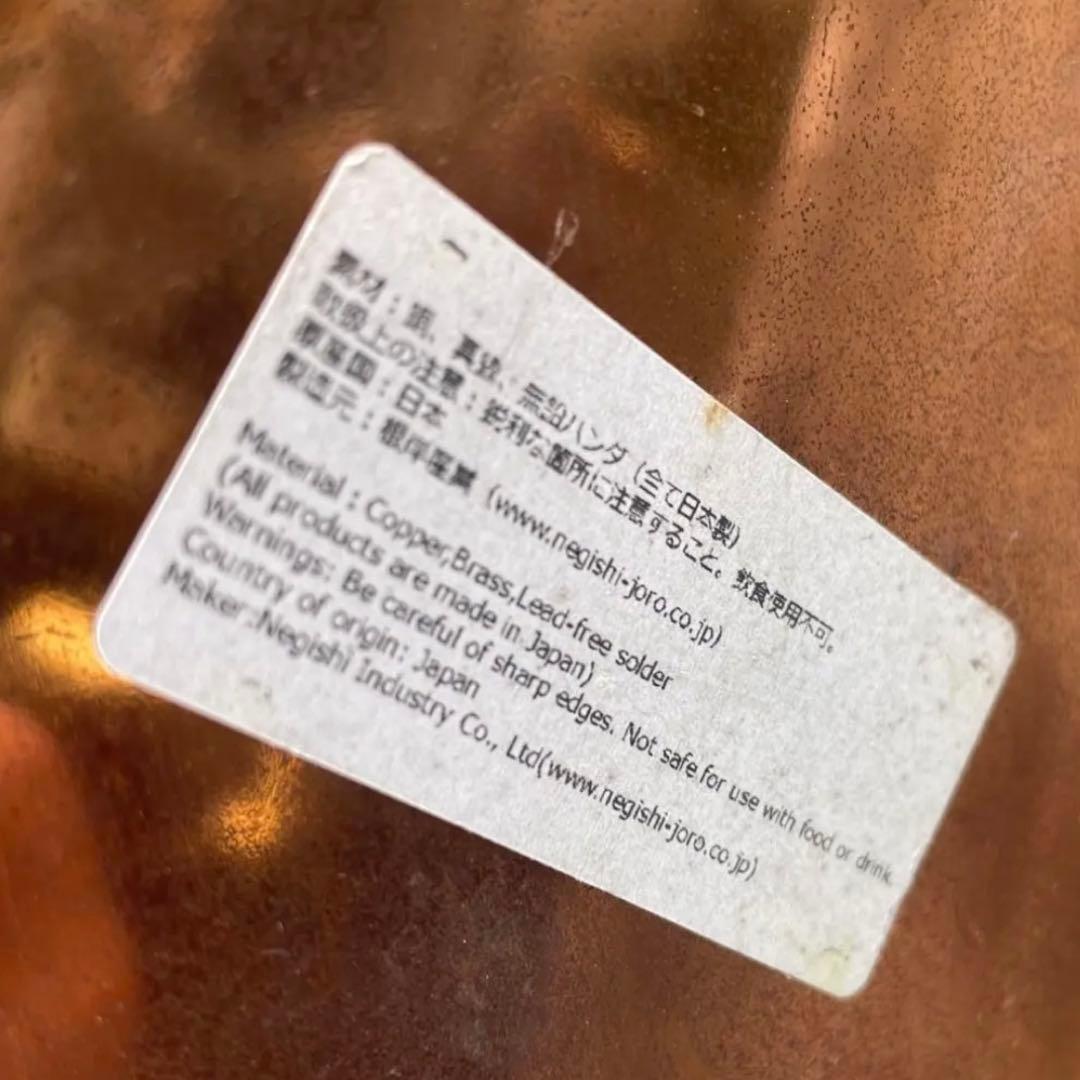 素材：銅、真鍮、無鉛ハンダ（全て日本製）
取扱上の注意：鋭利な箇所に注意すること。飲食使用不可。
原産国：日本
製造元：根岸産業（www.negishi-joro.co.jp）
Material : Copper,Brass,Lead-free solder
(All products are made in Japan)
Warnings: Be careful of sharp edges. Not safe for use with food or drink.
Country of origin: Japan
Maker:Negishi Industry Co., Ltd(www.negishi-joro.co.jp)